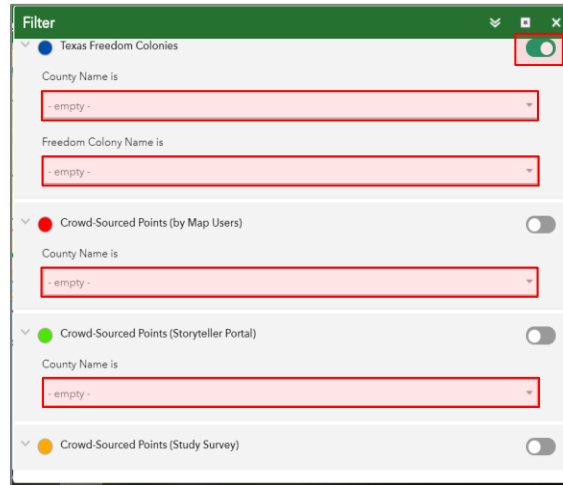 Filter
Texas Freedom Colonies
County Name is
- empty -
Freedom Colony Name is
- empty -
Crowd-Sourced Points (by Map Users)
County Name is
- empty -
Crowd-Sourced Points (Storyteller Portal)
County Name is
- empty -
Crowd-Sourced Points (Study Survey)